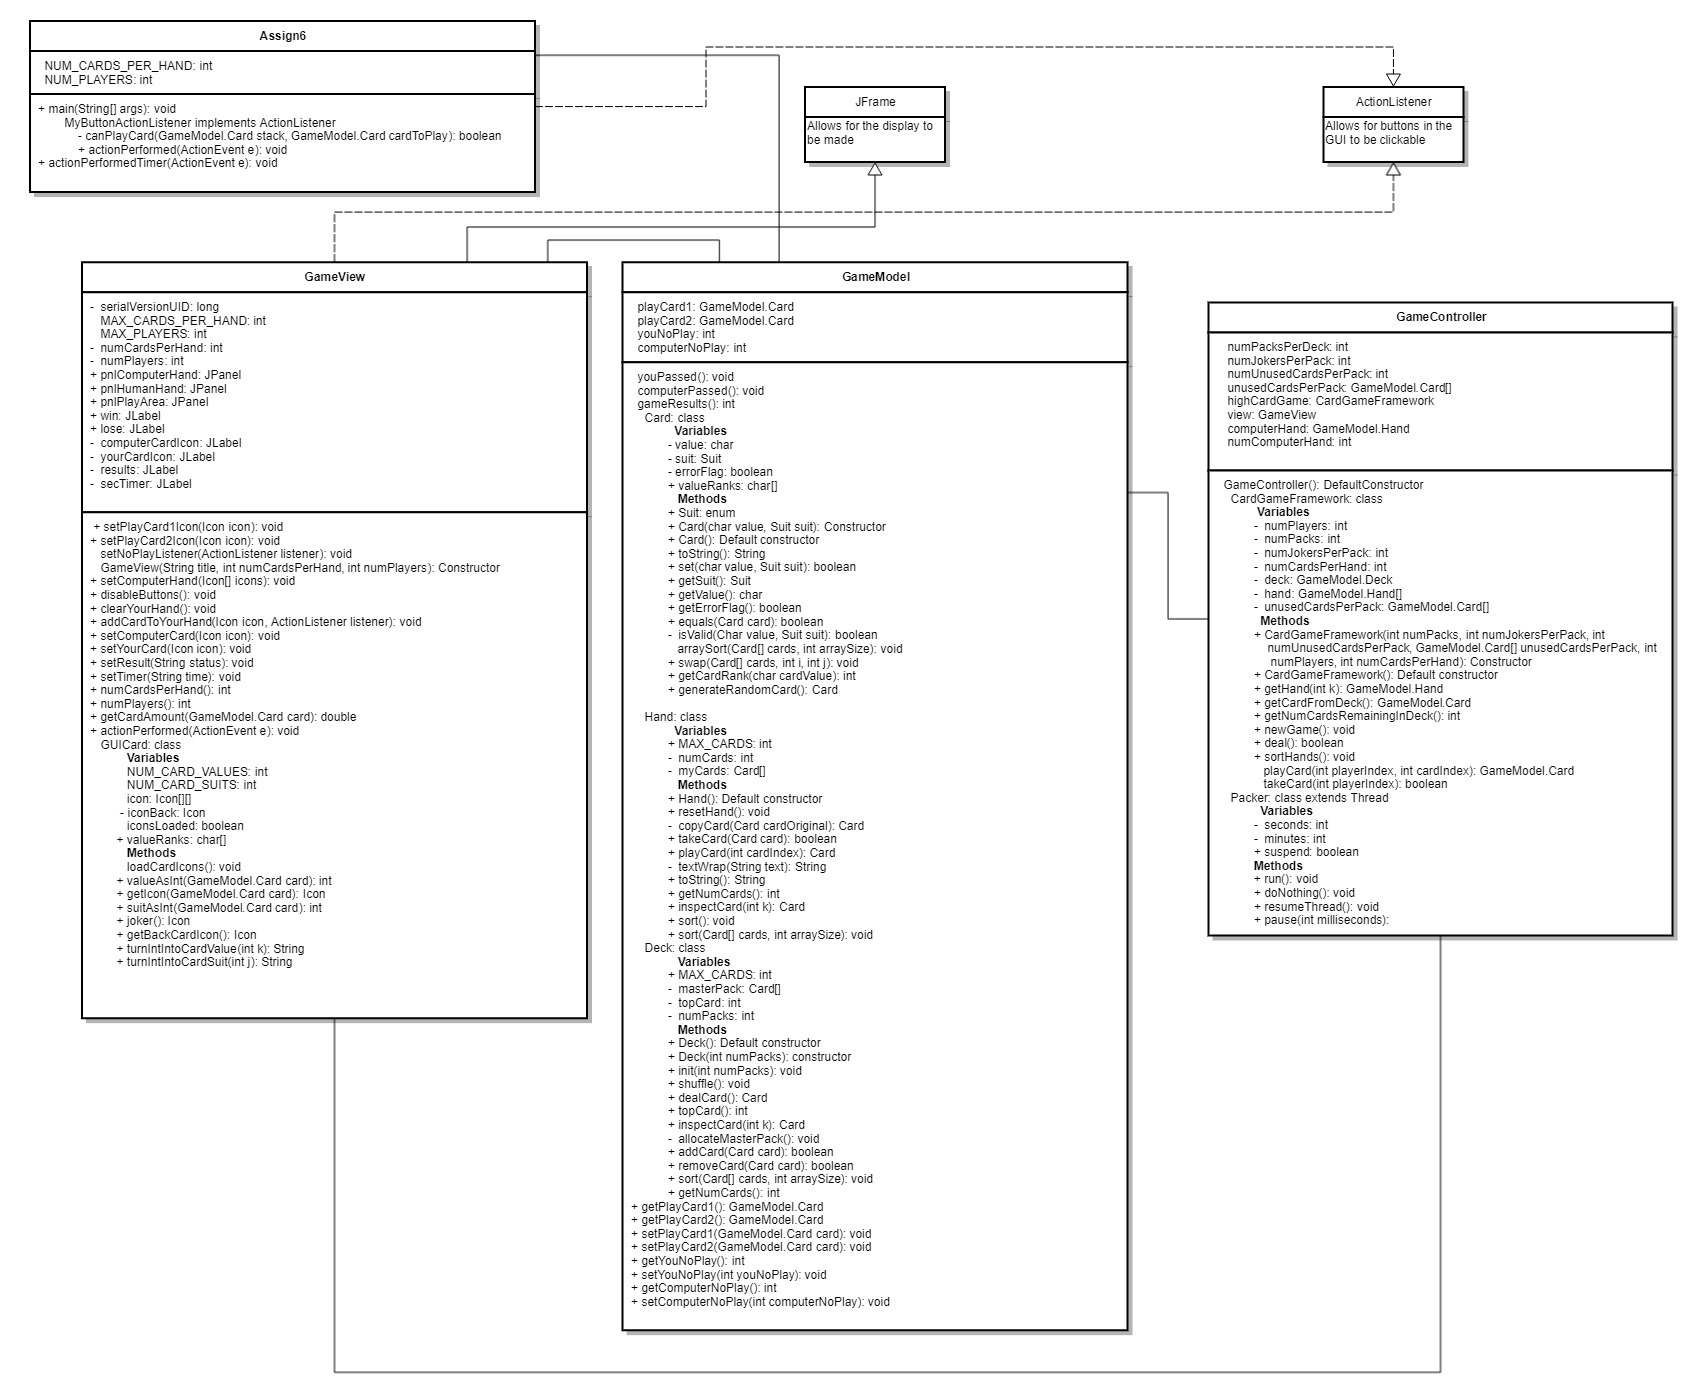 Assign6
NUM_CARDS_PER_HAND: int
NUM_PLAYERS: int
+ main(String[] args): void
MyButtonActionListener implements ActionListener
- canPlayCard(GameModel.Card stack, GameModel.Card cardToPlay): boolean
+ actionPerformed(ActionEvent e): void
+ actionPerformedTimer(ActionEvent e): void
JFrame
Allows for the display to
be made
ActionListener
Allows for buttons in the
GUI to be clickable
GameView
- serialVersionUID: long
MAX_CARDS_PER_HAND: int
MAX_PLAYERS: int
- numCardsPerHand: int
- numPlayers: int
+ pnlComputerHand: JPanel
+ pnlHumanHand: JPanel
+ pnlPlayArea: JPanel
+ win: JLabel
+ lose: JLabel
- computerCardIcon: JLabel
- yourCardIcon: JLabel
- results: JLabel
- secTimer: JLabel
+ setPlayCard1Icon(Icon icon): void
+ setPlayCard2Icon(Icon icon): void
setNoPlayListener(ActionListener listener): void
GameView(String title, int numCardsPerHand, int numPlayers): Constructor
+ setComputerHand(Icon[] icons): void
+ disableButtons(): void
+ clearYourHand(): void
+ addCardToYourHand(Icon icon, ActionListener listener): void
+ setComputerCard(Icon icon): void
+ setYourCard(Icon icon): void
+ setResult(String status): void
+ setTimer(String time): void
+ numCardsPerHand(): int
+ numPlayers(): int
+ getCardAmount(GameModel.Card card): double
+ actionPerformed(ActionEvent e): void
GUICard: class
Variables
NUM_CARD_VALUES: int
NUM_CARD_SUITS: int
icon: Icon[][]
- iconBack: Icon
iconsLoaded: boolean
+ valueRanks: char[]
Methods
loadCardIcons(): void
+ valueAsInt(GameModel.Card card): int
+ getIcon(GameModel.Card card): Icon
+ suitAsInt(GameModel.Card card): int
+ joker(): Icon
+ getBackCardIcon(): Icon
+ turnIntIntoCardValue(int k): String
+ turnIntIntoCardSuit(int j): String
GameModel
playCard1: GameModel.Card
playCard2: GameModel.Card
youNoPlay: int
computerNoPlay: int
youPassed(): void
computerPassed(): void
gameResults(): int
Card: class
Variables
- value: char
- suit: Suit
- errorFlag: boolean
+ valueRanks: char[]
Methods
+ Suit: enum
+ Card(char value, Suit suit): Constructor
+ Card(): Default constructor
+ toString(): String
+ set(char value, Suit suit): boolean
+ getSuit(): Suit
+ getValue(): char
+ getErrorFlag(): boolean
+ equals(Card card): boolean
- isValid(Char value, Suit suit): boolean
arraySort(Card[] cards, int arraySize): void
+ swap(Card[] cards, int i, int j): void
+ getCardRank(char cardValue): int
+ generateRandomCard(): Card
Hand: class
Variables
+ MAX_CARDS: int
- numCards: int
- myCards: Card[]
Methods
+ Hand(): Default constructor
+ resetHand(): void
- copyCard(Card cardOriginal): Card
+ takeCard(Card card): boolean
+ playCard(int cardIndex): Card
- textWrap(String text): String
+ toString(): String
+ getNumCards(): int
+ inspectCard(int k): Card
+ sort(): void
+ sort(Card[] cards, int arraySize): void
Deck: class
Variables
+ MAX_CARDS: int
- masterPack: Card[]
- topCard: int
- numPacks: int
Methods
+ Deck(): Default constructor
+ Deck(int numPacks): constructor
+ init(int numPacks): void
+ shuffle(): void
+ dealCard(): Card
+ topCard(): int
+ inspectCard(int k): Card
- allocateMasterPack(): void
+ addCard(Card card): boolean
+ removeCard(Card card): boolean
+ sort(Card[] cards, int arraySize): void
+ getNumCards: int
+ getPlayCard1(): GameModel.Card
+ getPlayCard2(): GameModel.Card
+ setPlayCard1(GameModel.Card card): void
+ setPlayCard2(GameModel.Card card): void
+ getYouNoPlay(): int
+ setYouNoPlay(int youNoPlay): void
+ getComputerNoPlay(): int
+ setComputerNoPlay(int computerNoPlay): void
GameController
numPacksPerDeck: int
numJokersPerPack: int
numUnusedCardsPerPack: int
unusedCardsPerPack: GameModel.Card[]
highCardGame: CardGameFramework
view: GameView
computerHand: GameModel.Hand
numComputerHand: int
GameController(): DefaultConstructor
CardGameFramework: class
Variables
- numPlayers: int
- numPacks: int
- numJokersPerPack: int
- numCardsPerHand: int
- deck: GameModel.Deck
- hand: GameModel.Hand[]
- unusedCardsPerPack: GameModel.Card[]
Methods
+ CardGameFramework(int numPacks, int numJokersPerPack, int
numUnusedCardsPerPack, GameModel.Card[] unusedCardsPerPack, int
numPlayers, int numCardsPerHand): Constructor
+ CardGameFramework(): Default constructor
+ getHand(int k): GameModel.Hand
+ getCardFromDeck(): GameModel.Card
+ getNumCardsRemainingInDeck(): int
+ newGame(): void
+ deal(): boolean
+ sortHands(): void
playCard(int playerIndex, int cardIndex): GameModel.Card
takeCard(int playerIndex): boolean
Packer: class extends Thread
Variables
- seconds: int
- minutes: int
+ suspend: boolean
Methods
+ run(): void
+ doNothing(): void
+ resumeThread(): void
+ pause(int milliseconds):